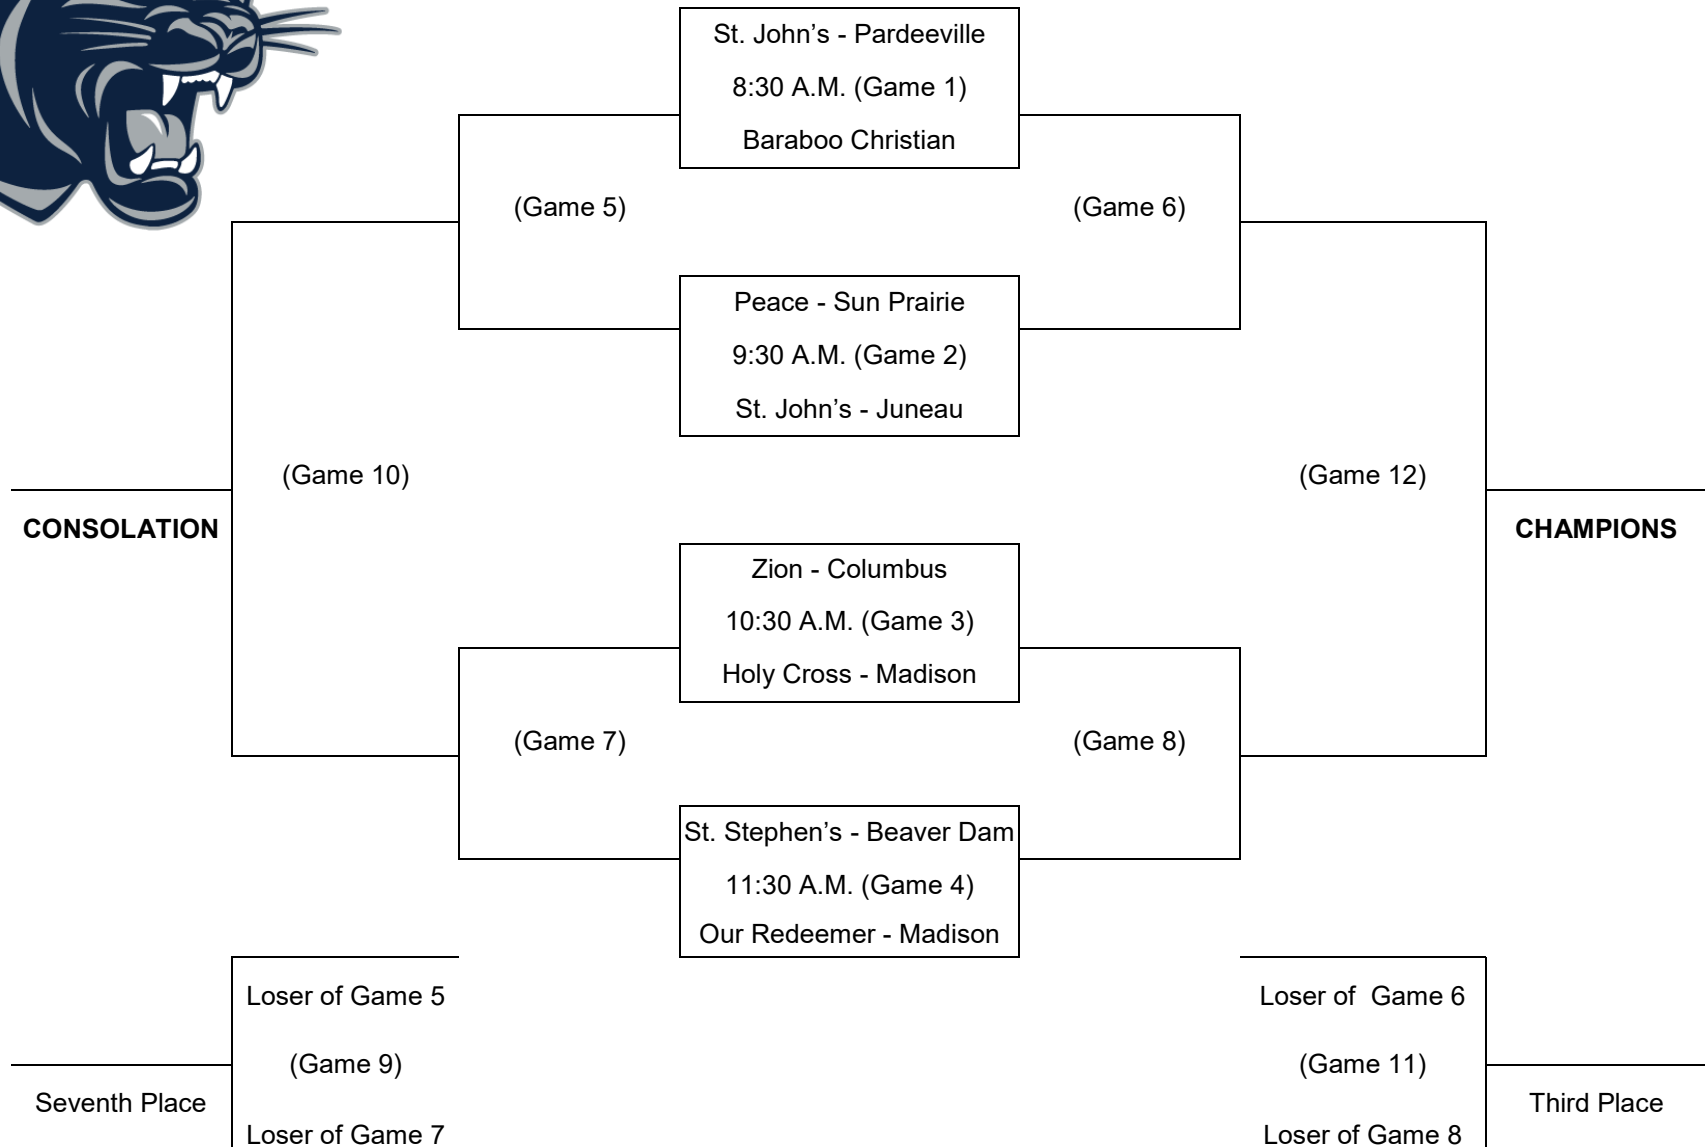 St. John’s - Pardeeville
8:30 A.M. (Game 1)
Baraboo Christian
(Game 5)
(Game 6)
Peace - Sun Prairie
9:30 A.M. (Game 2)
St. John’s - Juneau
(Game 10)
(Game 12)
CONSOLATION
CHAMPIONS
Zion - Columbus
10:30 A.M. (Game 3)
Holy Cross - Madison
(Game 7)
(Game 8)
St. Stephen’s - Beaver Dam
11:30 A.M. (Game 4)
Our Redeemer - Madison
Loser of Game 5
(Game 9)
Seventh Place
Loser of Game 7
Loser of  Game 6
(Game 11)
Third Place
Loser of Game 8